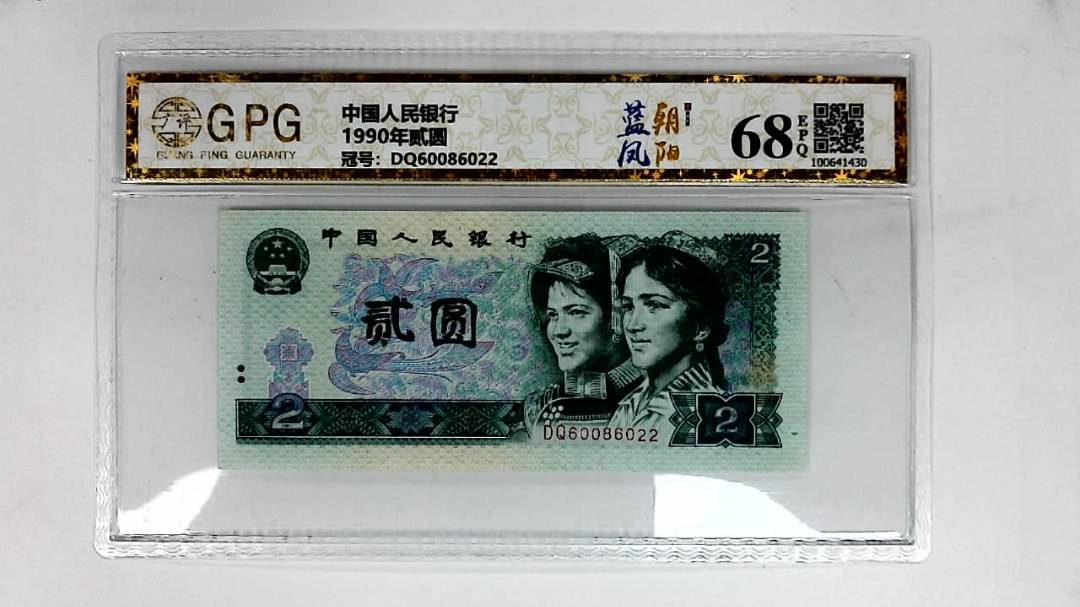 GPG
GUANG PING GUARANTY
中国人民银行
1990年贰圆
冠号：DQ60086022
蓝凤
朝阳
68
EPQ
100641430
中国人民银行
2
贰圆
2
DQ60086022
2